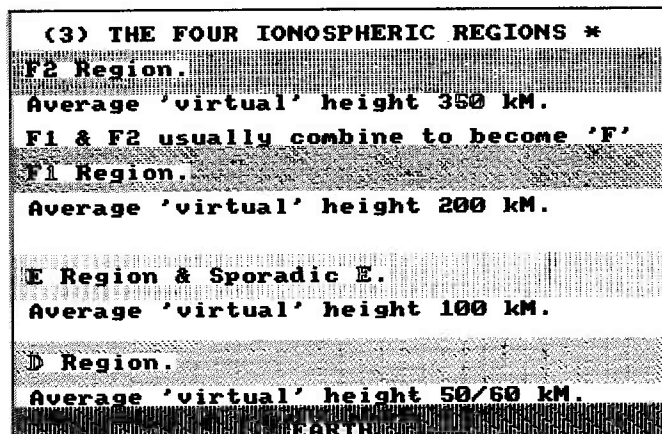 (3) THE FOUR IONOSPHERIC REGIONS *
F2 Region.
Average 'virtual' height 350 kM.
F1 & F2 usually combine to become 'F'
F1 Region.
Average 'virtual' height 200 kM.
E Region & Sporadic E.
Average 'virtual' height 100 kM.
D Region.
Average 'virtual' height 50/60 kM.
EARTH